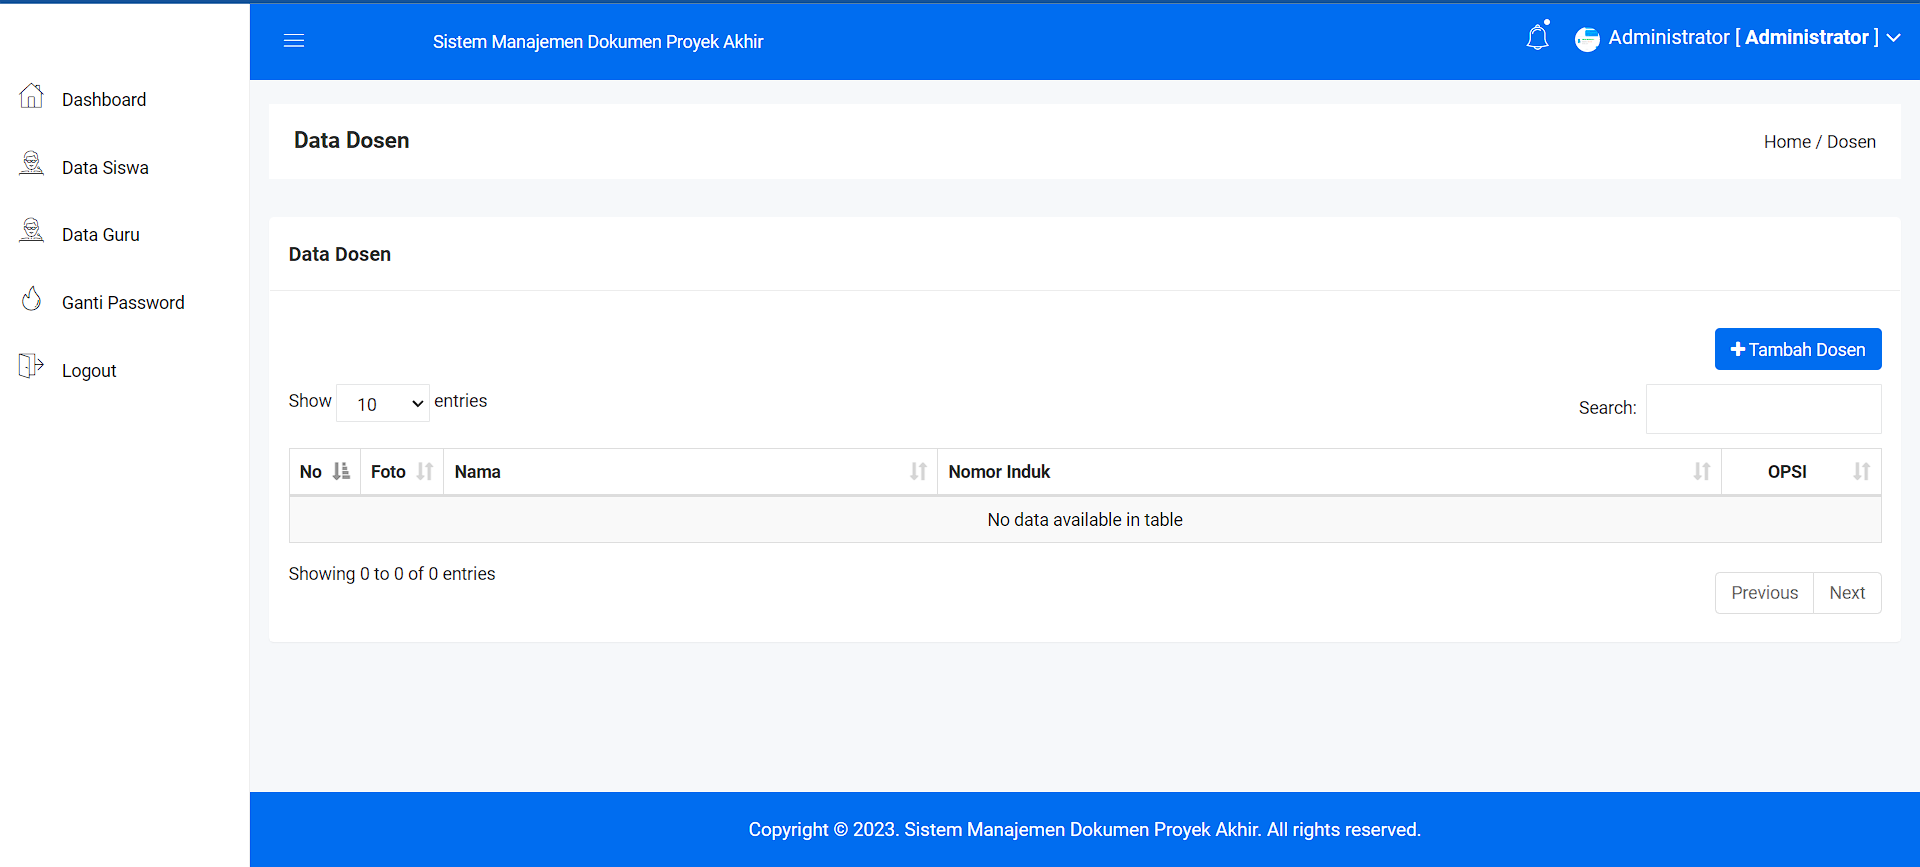 Sistem Manajemen Dokumen Proyek Akhir
Administrator [ Administrator ]
Dashboard
Data Siswa
Data Guru
Ganti Password
Logout
Data Dosen
Home / Dosen
Data Dosen
Tambah Dosen
Show 10 entries
Search:
No Foto Nama Nomor Induk OPSI
No data available in table
Showing 0 to 0 of 0 entries
Previous Next
Copyright © 2023. Sistem Manajemen Dokumen Proyek Akhir. All rights reserved.